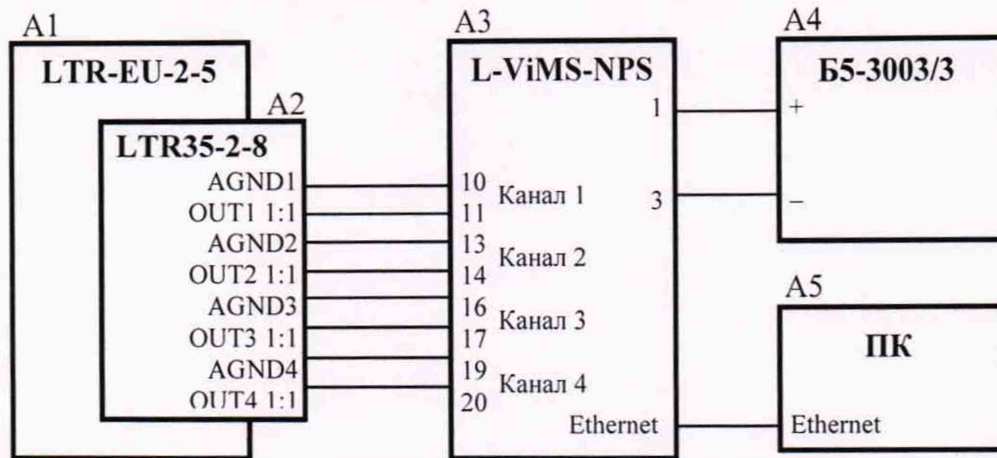 A1
LTR-EU-2-5
A2
LTR35-2-8
AGND1
OUT1 1:1
AGND2
OUT2 1:1
AGND3
OUT3 1:1
AGND4
OUT4 1:1
A3
L-ViMS-NPS
1
3
10
11
Канал 1
13
14
Канал 2
16
17
Канал 3
19
20
Канал 4
Ethernet
A4
Б5-3003/3
+
–
A5
ПК
Ethernet